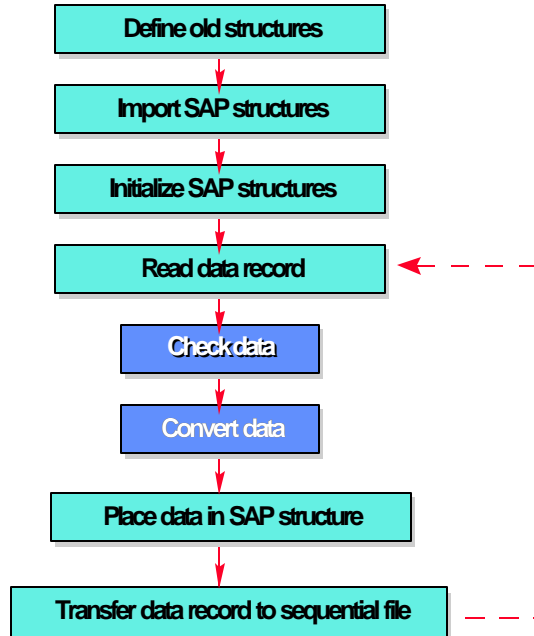 Define old structures
Import SAP structures
Initialize SAP structures
Read data record
Check data
Convert data
Place data in SAP structure
Transfer data record to sequential file